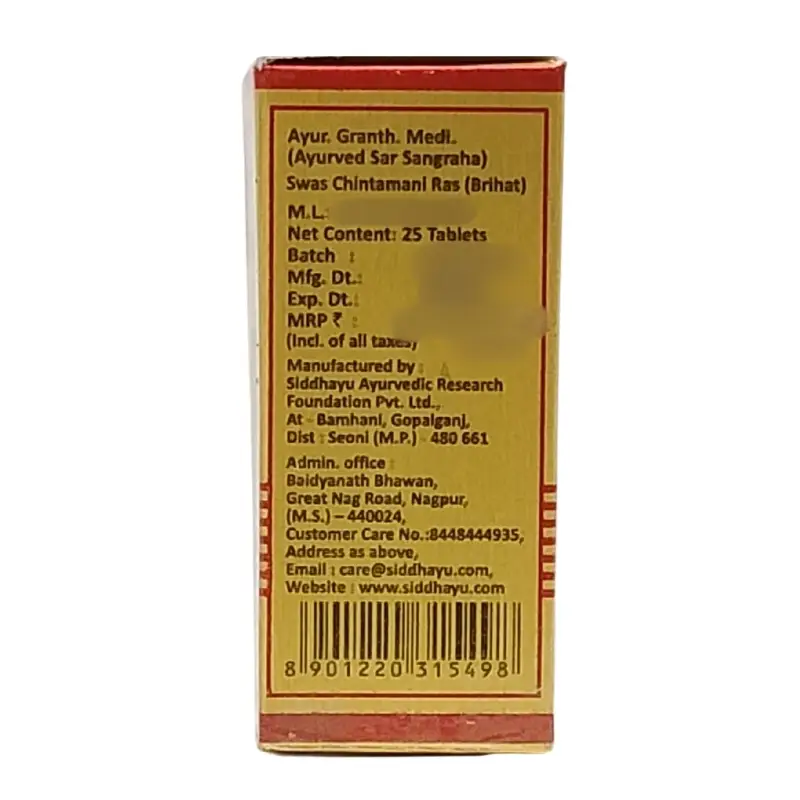 Ayur. Granth. Medi.
(Ayurved Sar Sangraha)
Swas Chintamani Ras (Brihat)
M.L.
Net Content: 25 Tablets
Batch :
Mfg. Dt.:
Exp. Dt.:
MRP ₹ :
(Incl. of all taxes)
Manufactured by :
Siddhayu Ayurvedic Research
Foundation Pvt. Ltd.,
At - Bamhani, Gopalganj,
Dist : Seoni (M.P.) - 480 661
Admin. office :
Baidyanath Bhawan,
Great Nag Road, Nagpur,
(M.S.) – 440024,
Customer Care No.:8448444935,
Address as above,
Email : care@siddhayu.com,
Website : www.siddhayu.com
8 901220 315498